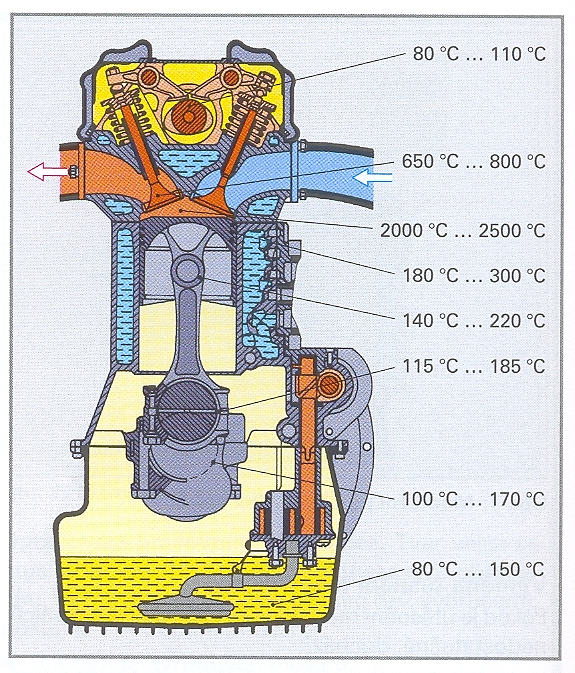 80 °C ... 110 °C
650 °C ... 800 °C
2000 °C ... 2500 °C
180 °C ... 300 °C
140 °C ... 220 °C
115 °C ... 185 °C
100 °C ... 170 °C
80 °C ... 150 °C